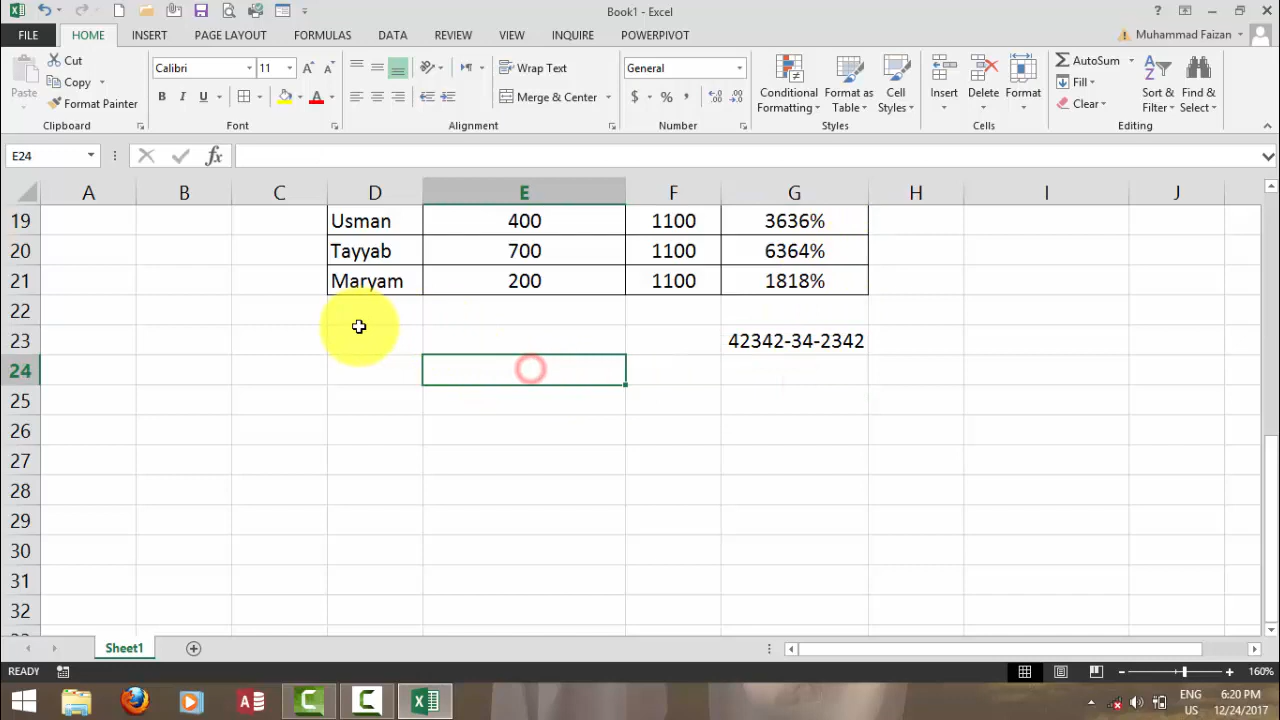 Book1 - Excel
FILE HOME INSERT PAGE LAYOUT FORMULAS DATA REVIEW VIEW INQUIRE POWERPIVOT Muhammad Faizan
Paste Cut Copy Format Painter
Calibri 11
B I U A
Wrap Text
Merge & Center
General
$ % ,
Conditional Formatting
Format as Table
Cell Styles
Insert
Delete
Format
AutoSum
Fill
Clear
Sort & Filter
Find & Select
Clipboard Font Alignment Number Styles Cells Editing
E24 fx
A B C D E F G H I J
19 Usman 400 1100 3636%
20 Tayyab 700 1100 6364%
21 Maryam 200 1100 1818%
22
23 42342-34-2342
24
25
26
27
28
29
30
31
32
Sheet1
READY 160%
ENG 6:20 PM
US 12/24/2017